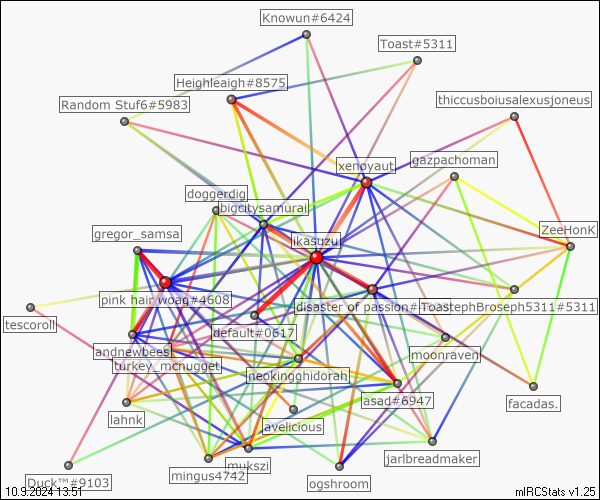 Knowun#6424
Toast#5311
Heighleaigh#8575
thiccusboiusalexusjoneus
Random Stuf6#5983
xenoyaut
gazpachoman
doggerdig
bigcitysamurai
gregor_samsa
ZeeHonK
ikasuzui
pink hair woag#4608
disaster of passion#
ToastephBroseph5311#5311
tescoroll
default#0617
andnewbees
moonraven
turkey_mcnugget
neokingghidorah
asad#6947
facadas.
lahnk
avelicious
jarlbreadmaker
mukszi
mingus4742
Duck™#9103
ogshroom
10.9.2024 13:51
mIRCStats v1.25